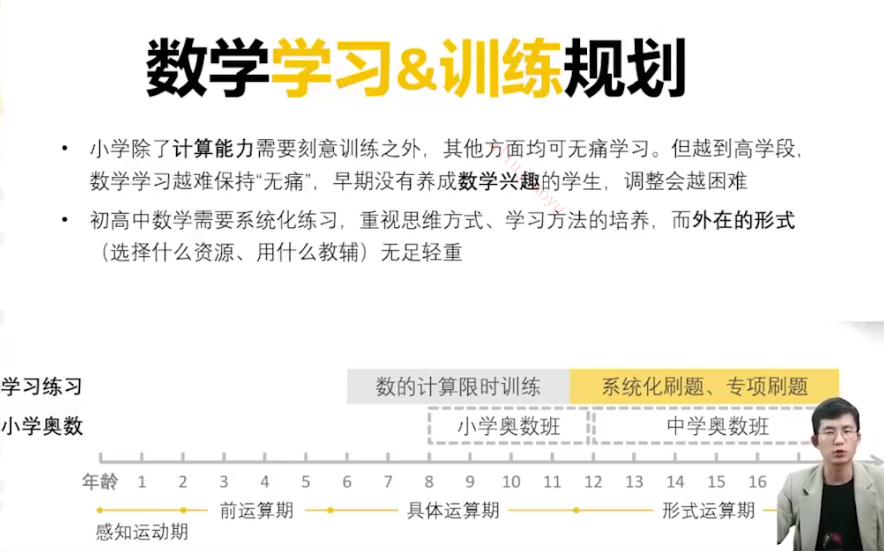 数学学习&训练规划
• 小学除了计算能力需要刻意训练之外，其他方面均可无痛学习。但越到高学段，
数学学习越难保持“无痛”，早期没有养成数学兴趣的学生，调整会越困难
• 初高中数学需要系统化练习，重视思维方式、学习方法的培养，而外在的形式
（选择什么资源、用什么教辅）无足轻重
学习练习 数的计算限时训练 系统化刷题、专项刷题
小学奥数 小学奥数班 中学奥数班
年龄 1 2 3 4 5 6 7 8 9 10 11 12 13 14 15 16
前运算期 具体运算期 形式运算期
感知运动期